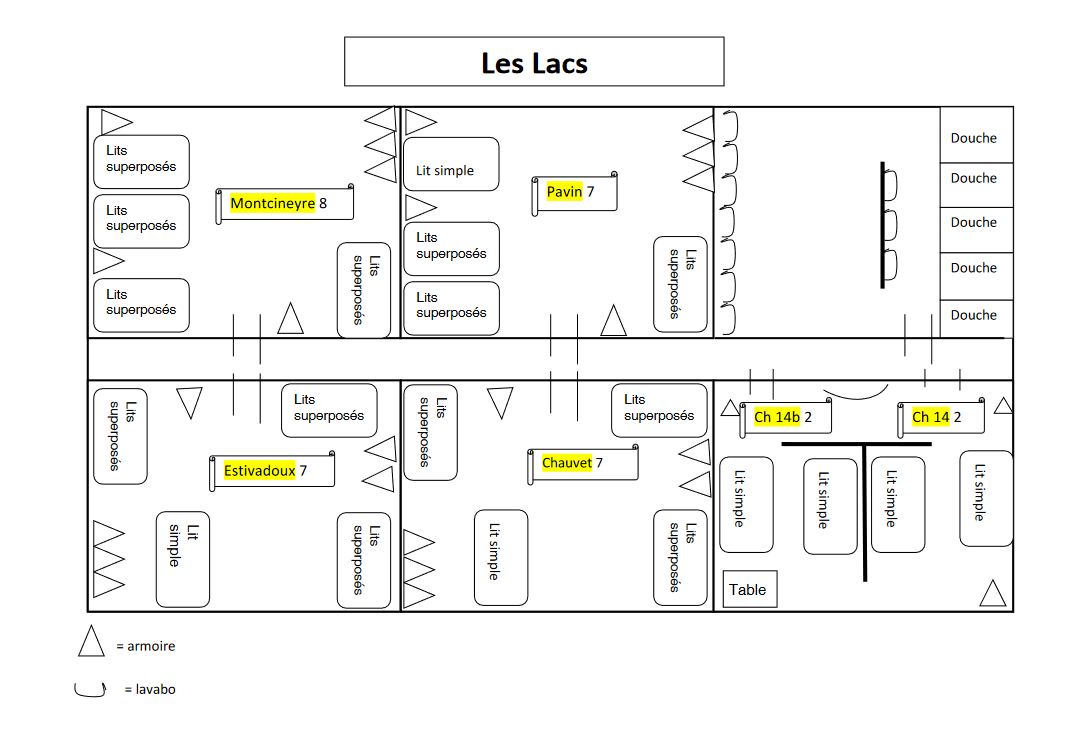 Les Lacs
Lits
superposés
Lits
superposés
Lits
superposés
Montcineyre 8
Lits
superposés
Lit simple
Lits
superposés
Lits
superposés
Pavin 7
Lits
superposés
Douche
Douche
Douche
Douche
Douche
Lits
superposés
Lits
superposés
Estivadoux 7
Lit
simple
Lits
superposés
Lits
superposés
Lits
superposés
Chauvet 7
Lit simple
Lits
superposés
Ch 14b 2
Ch 14 2
Lit simple
Lit simple
Lit simple
Lit simple
Table
= armoire
= lavabo